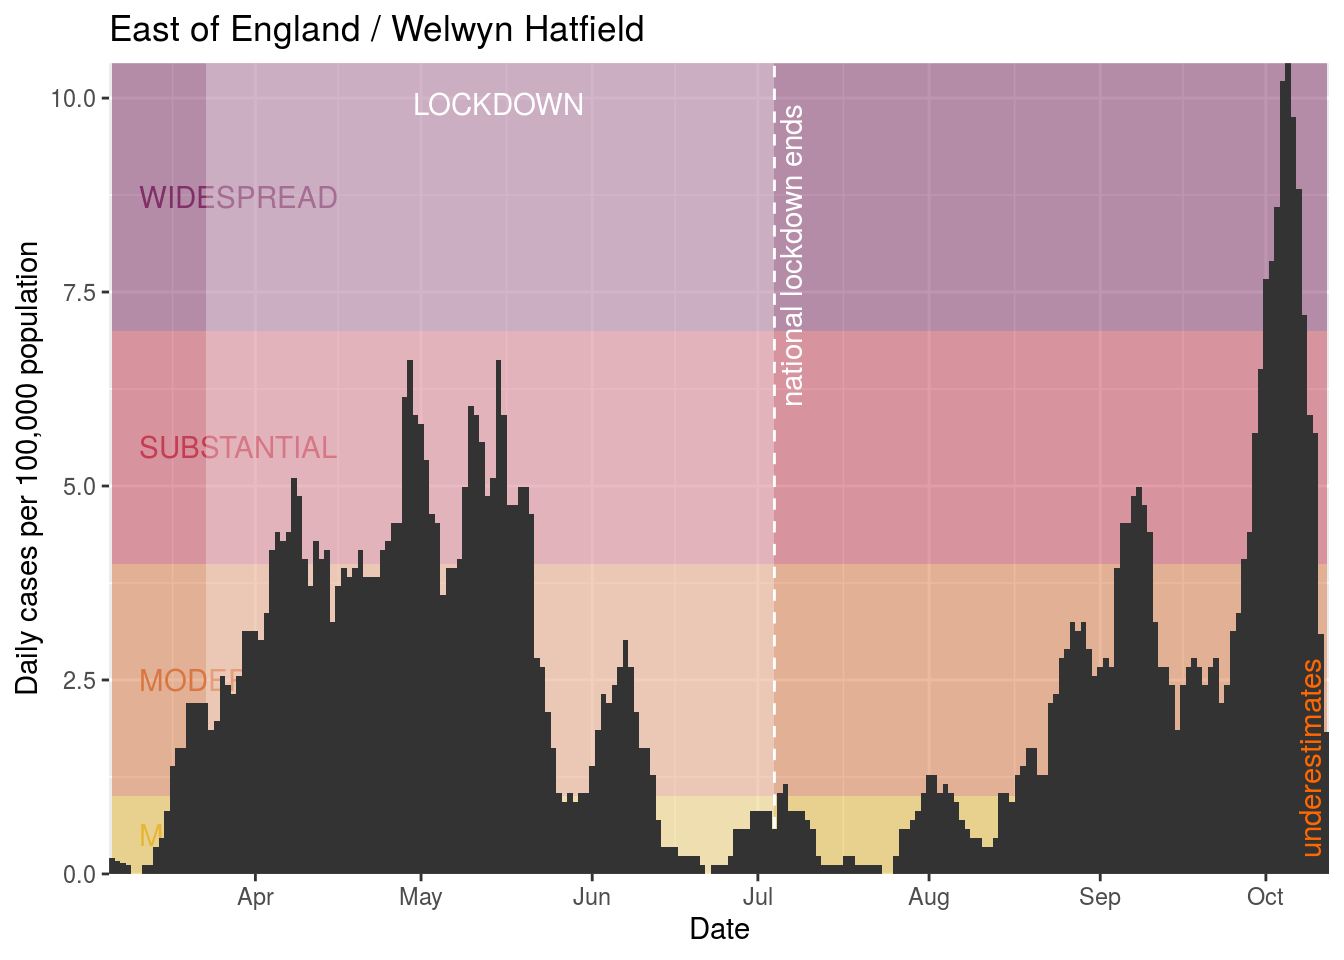 East of England / Welwyn Hatfield
Daily cases per 100,000 population
10.0
7.5
5.0
2.5
0.0
LOCKDOWN
WIDESPREAD
SUBSTANTIAL
national lockdown ends
underestimates
Apr
May
Jun
Jul
Aug
Sep
Oct
Date